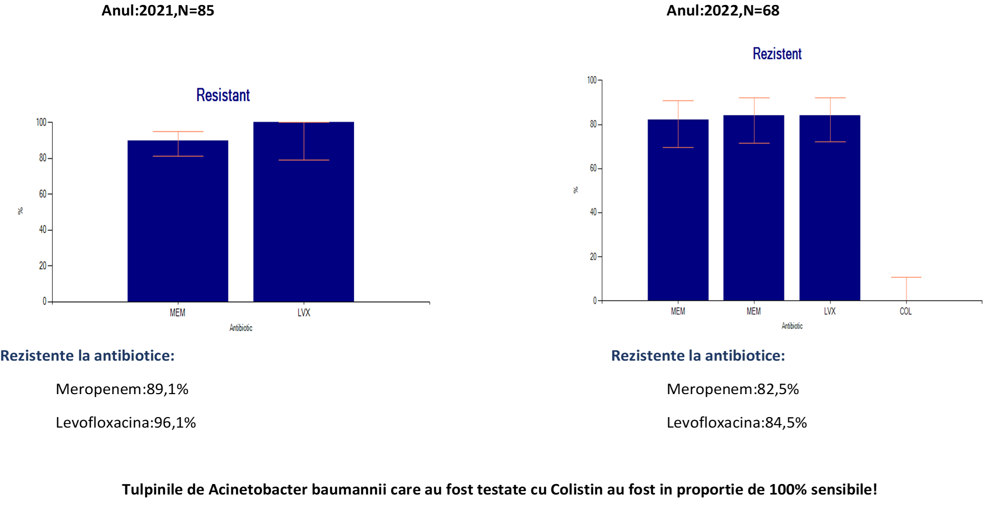 Anul:2021,N=85
Resistant
100
80
60
40
20
0
%
MEM
LVX
Antibiotic
Rezistente la antibiotice:
Meropenem:89,1%
Levofloxacina:96,1%
Anul:2022,N=68
Rezistent
100
80
60
40
20
0
%
MEM
MEM
LVX
COL
Antibiotic
Rezistente la antibiotice:
Meropenem:82,5%
Levofloxacina:84,5%
Tulpinile de Acinetobacter baumannii care au fost testate cu Colistin au fost in proportie de 100% sensibile!